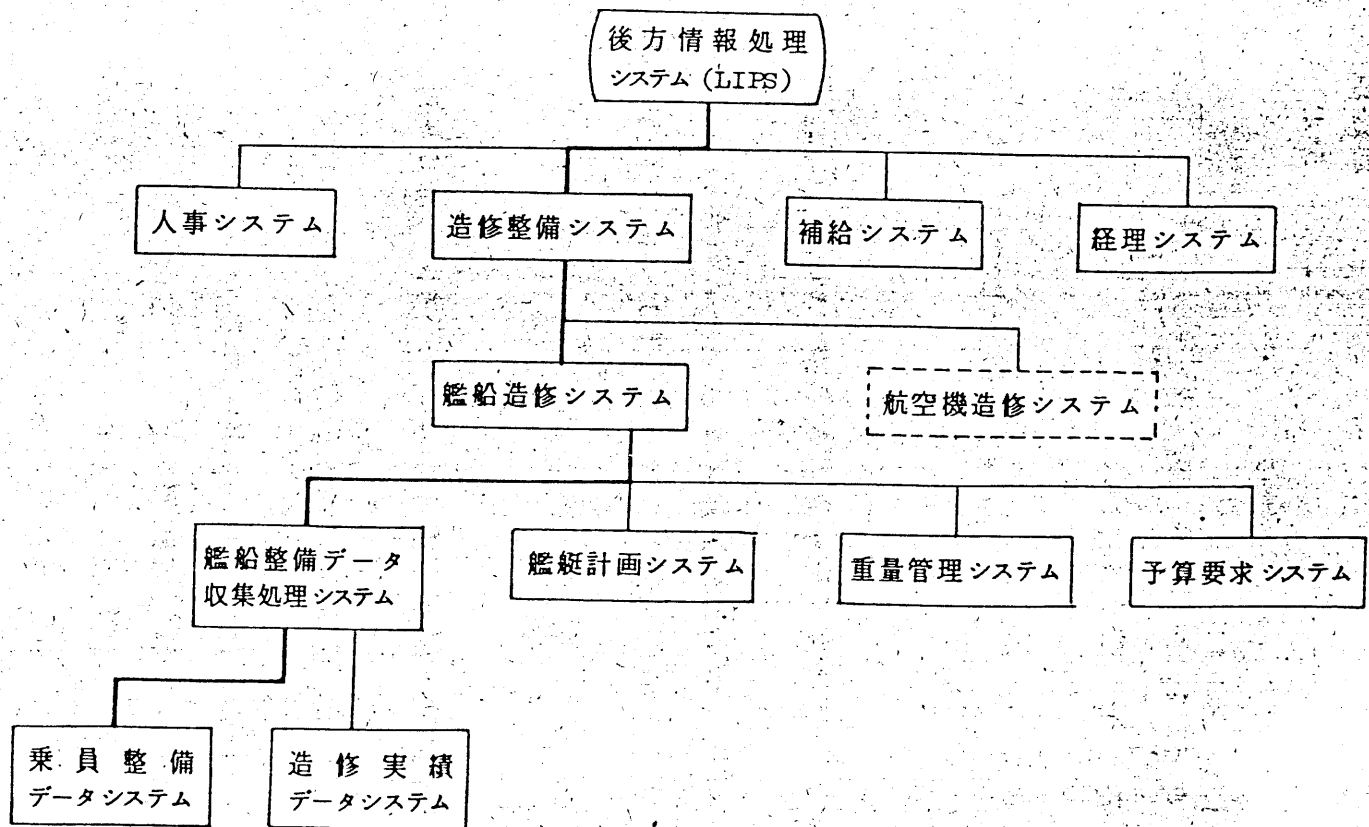 後方情報処理
システム (LIPS)
人事システム
造修整備システム
補給システム
経理システム
艦船造修システム
航空機造修システム
艦船整備データ
収集処理システム
艦艇計画システム
重量管理システム
予算要求システム
乗員整備
データシステム
造修実績
データシステム